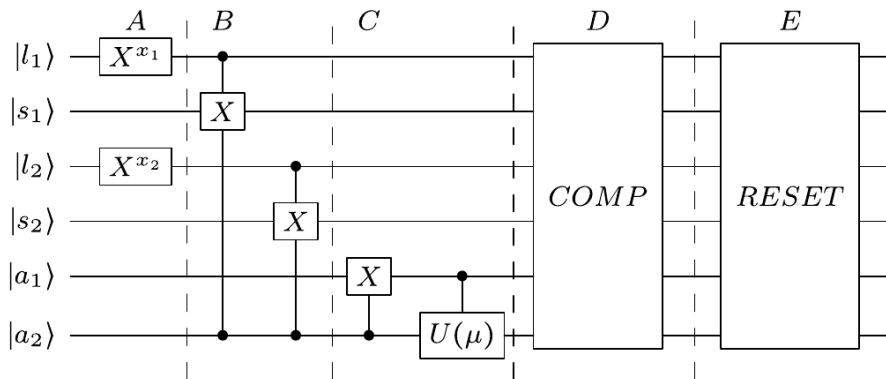 A B C D E
|l₁⟩ X^{x₁}
|s₁⟩ X
|l₂⟩ X^{x₂}
|s₂⟩ X COMP RESET
|a₁⟩ X
|a₂⟩ U(μ)